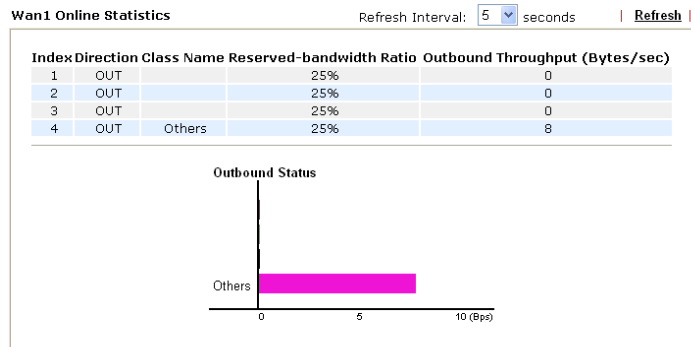 Wan1 Online Statistics Refresh Interval: 5 seconds | Refresh |
Index Direction Class Name Reserved-bandwidth Ratio Outbound Throughput (Bytes/sec)
1 OUT 25% 0
2 OUT 25% 0
3 OUT 25% 0
4 OUT Others 25% 8
Outbound Status
Others
0 5 10 (Bps)